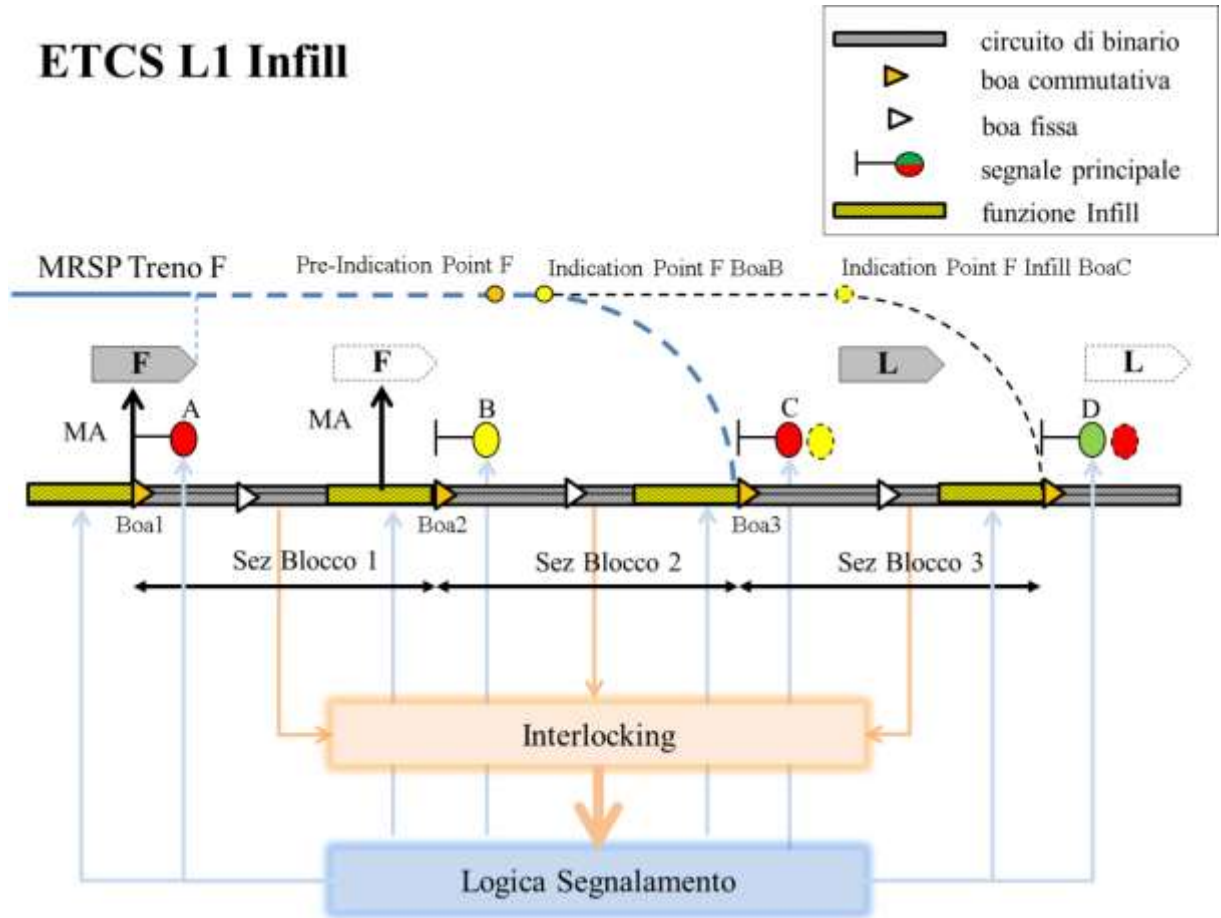 ETCS L1 Infill
circuito di binario
boa commutativa
boa fissa
segnale principale
funzione Infill
MRSP Treno F
Pre-Indication Point F
Indication Point F BoaB
Indication Point F Infill BoaC
F
F
L
L
MA
A
MA
B
C
D
Boa1
Boa2
Boa3
Sez Blocco 1
Sez Blocco 2
Sez Blocco 3
Interlocking
Logica Segnalamento